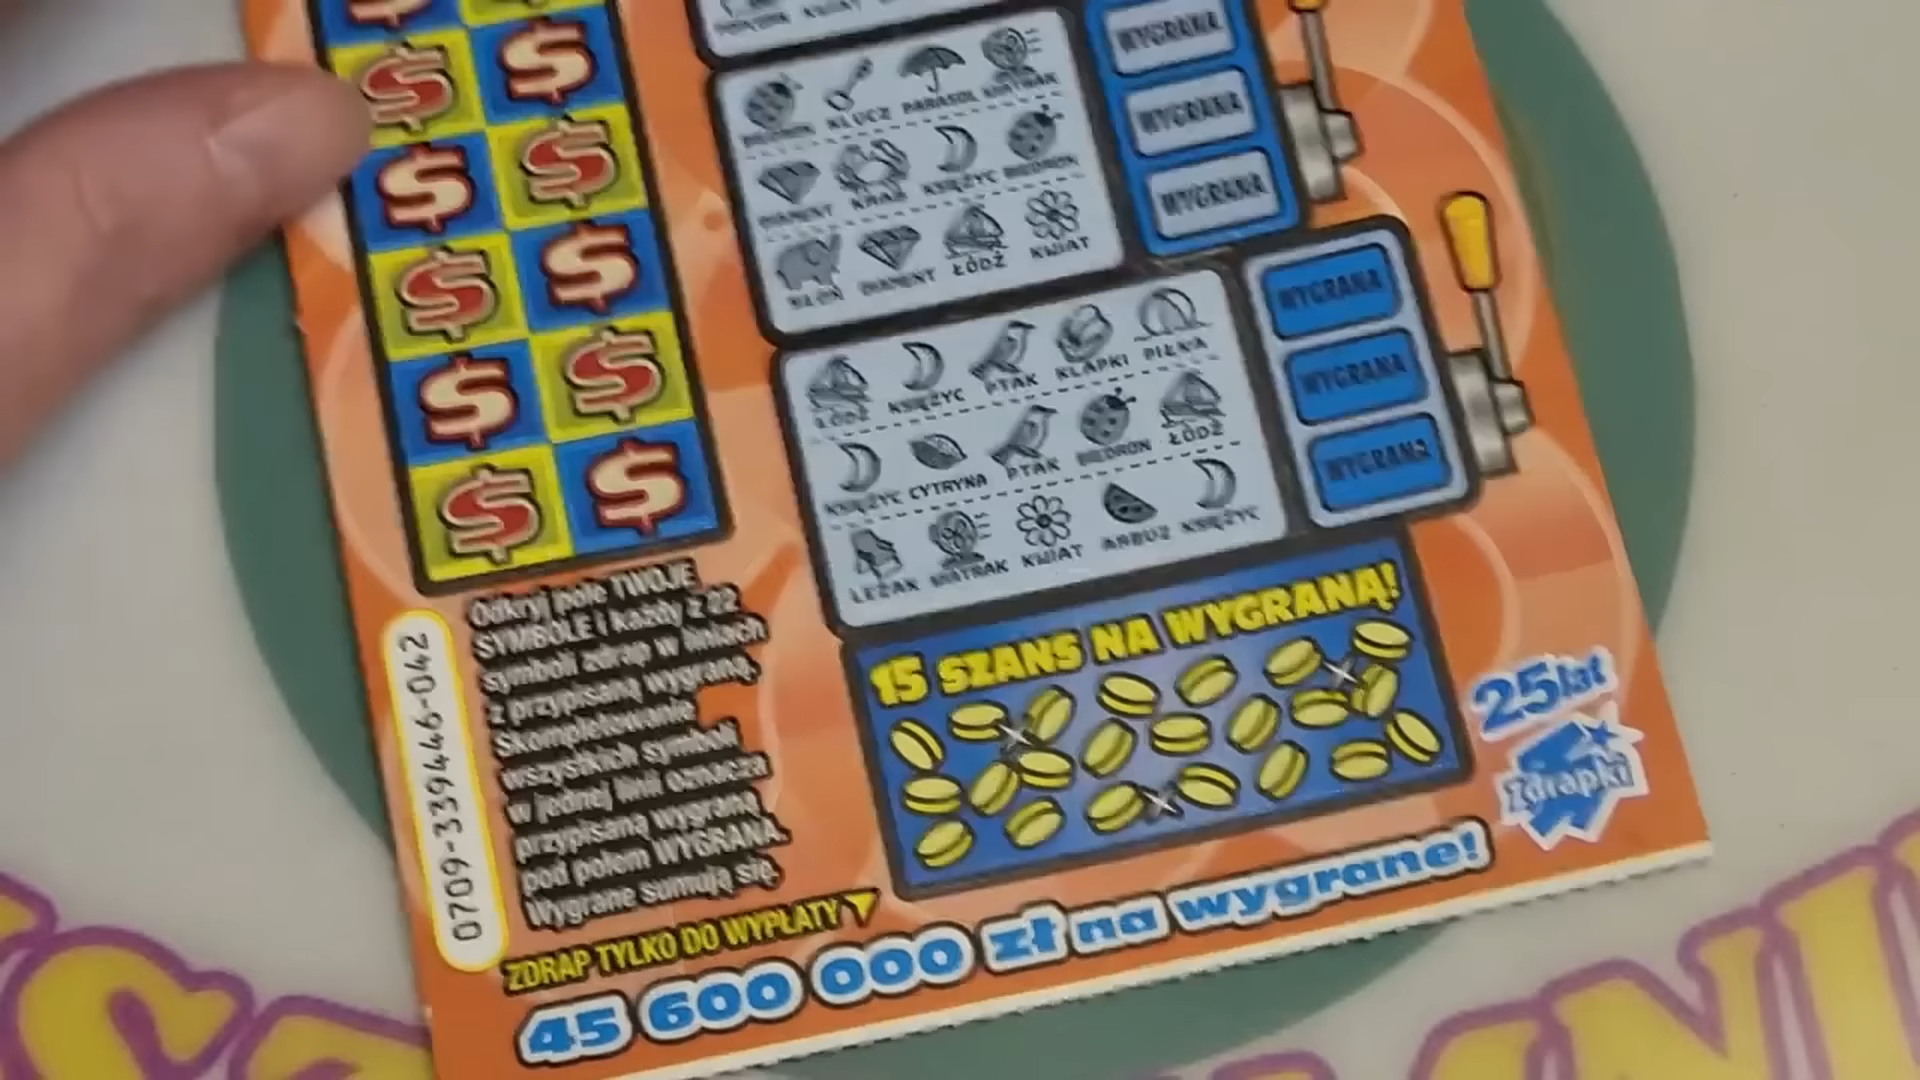 KWIAT
WYGRANA
BIEDRON KLUCZ PARASOL WIATRAK
WYGRANA
DIAMENT KRAB KSIĘŻYC BIEDRON
WYGRANA
SŁOŃ DIAMENT ŁÓDŹ KWIAT
ŁÓDŹ KSIĘŻYC PTAK KLAPKI PIŁKA
WYGRANA
KSIĘŻYC CYTRYNA PTAK BIEDRON ŁÓDŹ
WYGRANA
LEŻAK WIATRAK KWIAT ARBUZ KSIĘŻYC
WYGRANA
Odkryj pole TWOJE
SYMBOLE i każdy z 22
symboli zdrap w liniach
z przypisaną wygraną.
Skompletowanie
wszystkich symboli
w jednej linii oznacza
przypisaną wygraną
pod polem WYGRANA.
Wygrane sumują się.
0709-339446-042
15 SZANS NA WYGRANĄ!
25 lat
Zdrapki
ZDRAP TYLKO DO WYPŁATY
45 600 000 zł na wygrane!